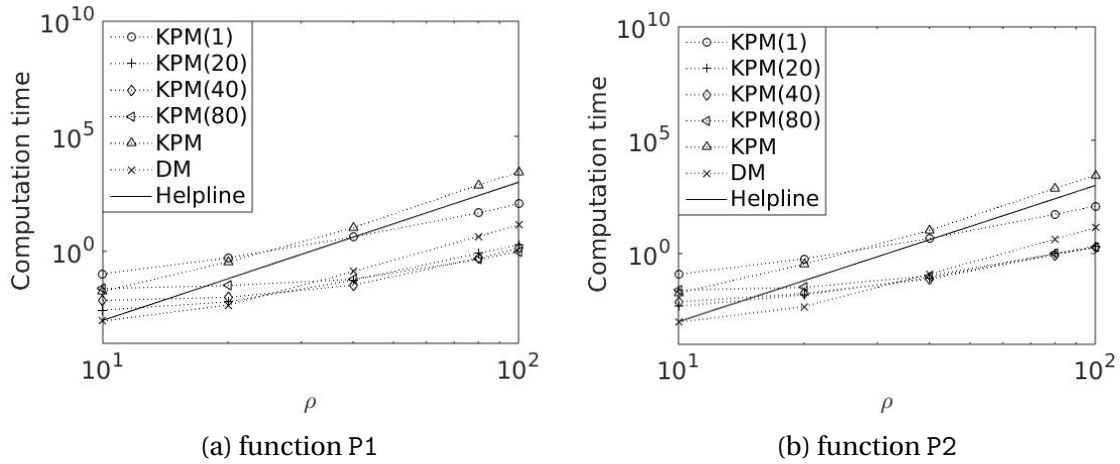 10^10
10^5
10^0
Computation time
KPM(1)
KPM(20)
KPM(40)
KPM(80)
KPM
DM
Helpline
10^1
10^2
ρ
(a) function P1
10^10
10^5
10^0
Computation time
KPM(1)
KPM(20)
KPM(40)
KPM(80)
KPM
DM
Helpline
10^1
10^2
ρ
(b) function P2